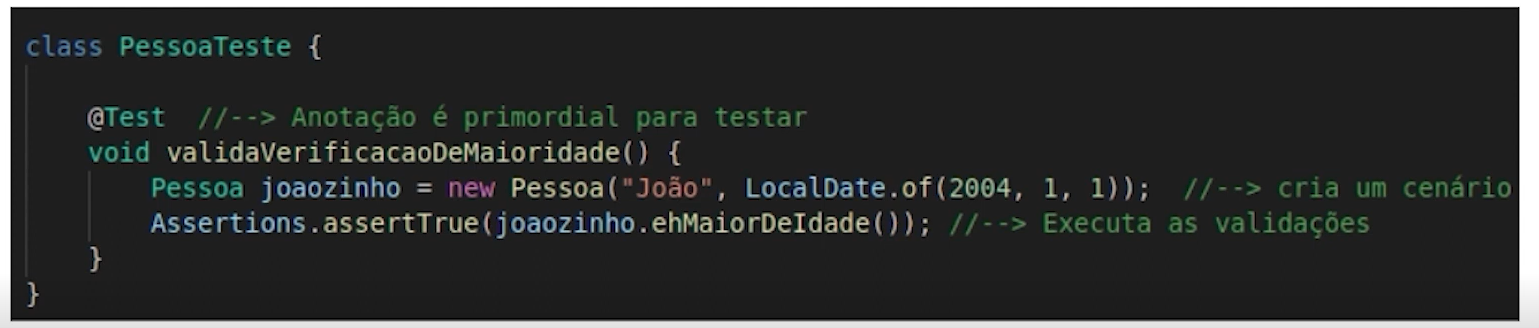 class PessoaTeste {
@Test  //--> Anotação é primordial para testar
void validaVerificacaoDeMaioridade() {
Pessoa joaozinho = new Pessoa("João", LocalDate.of(2004, 1, 1));  //--> cria um cenário
Assertions.assertTrue(joaozinho.ehMaiorDeIdade()); //--> Executa as validações
}
}